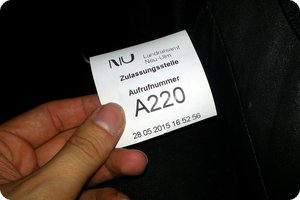 NU Landratsamt
Neu-Ulm
Zulassungsstelle
Aufrufnummer
A220
28.05.2015 16:52:56